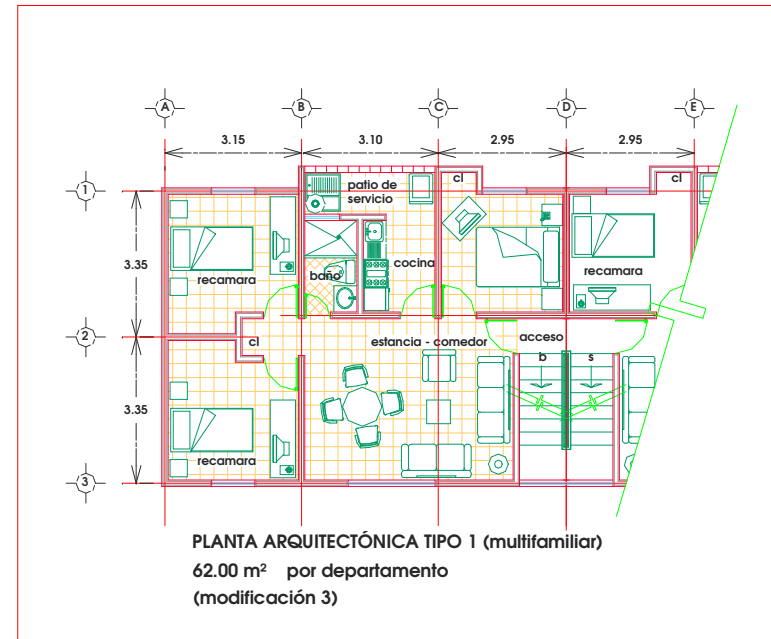 A B C D E
3.15 3.10 2.95 2.95
cl cl
1
patio de
servicio
3.35
cocina
recamara baño recamara
2
cl estancia - comedor acceso
b s
3.35
recamara
3
PLANTA ARQUITECTÓNICA TIPO 1 (multifamiliar)
62.00 m² por departamento
(modificación 3)